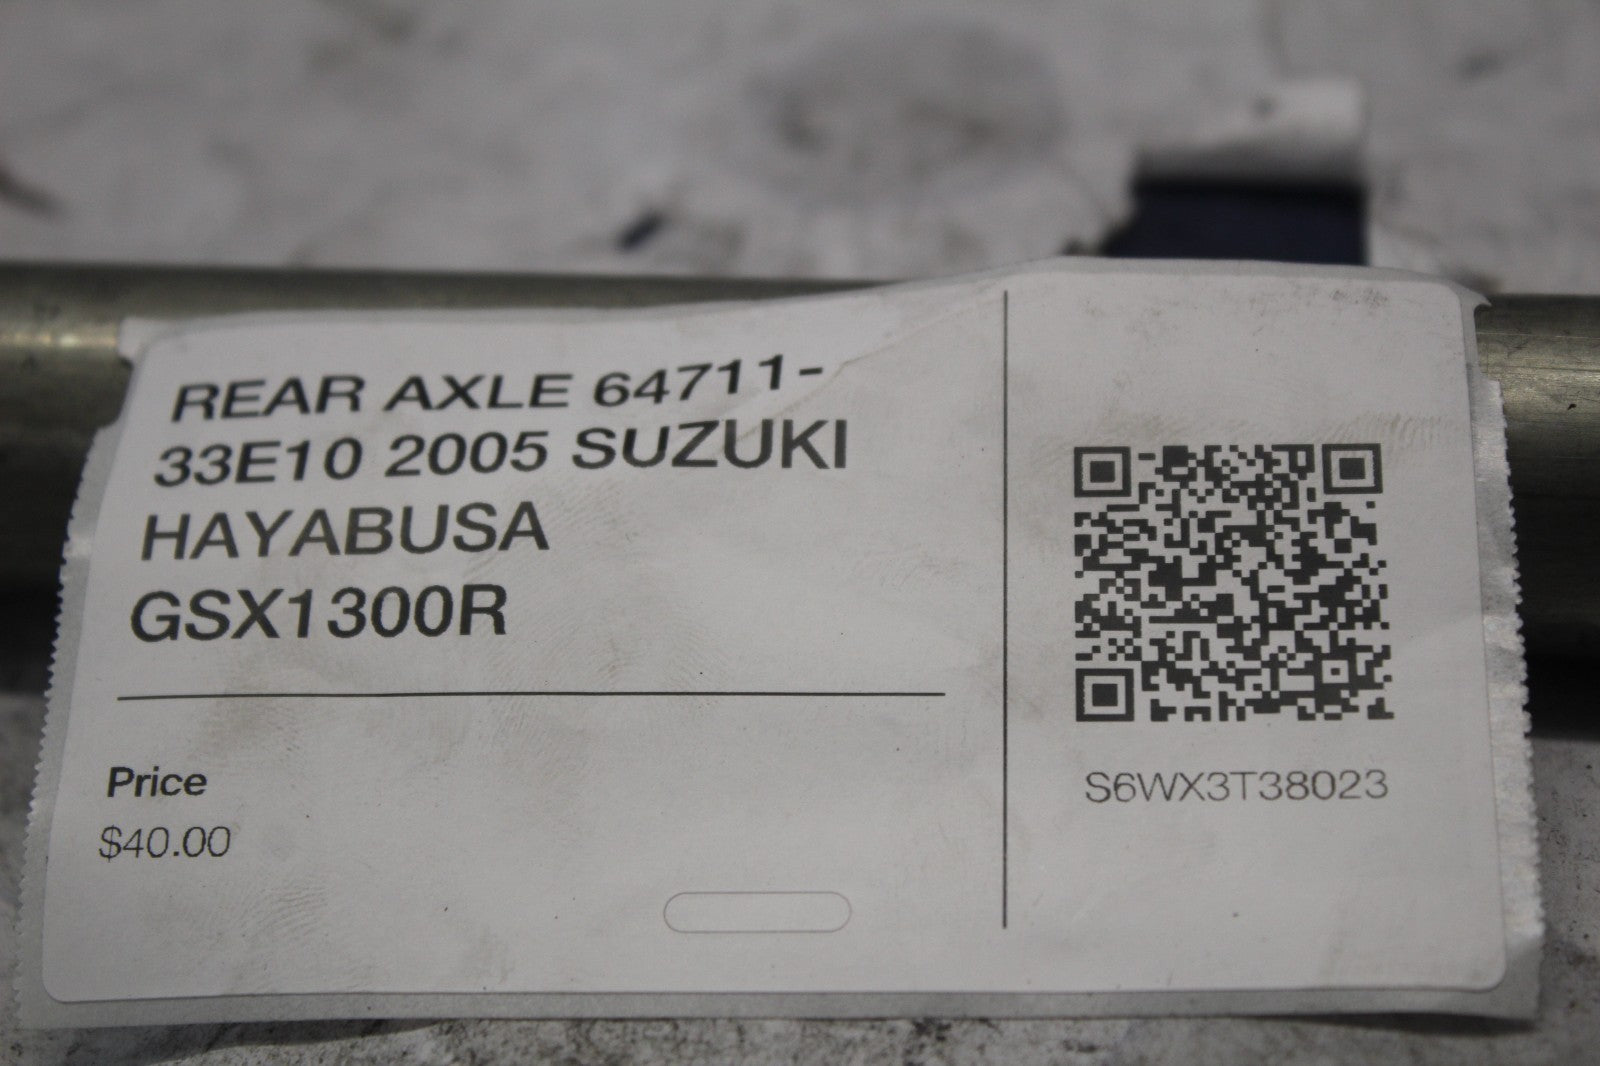 REAR AXLE 64711-
33E10 2005 SUZUKI
HAYABUSA
GSX1300R
Price
$40.00
S6WX3T38023